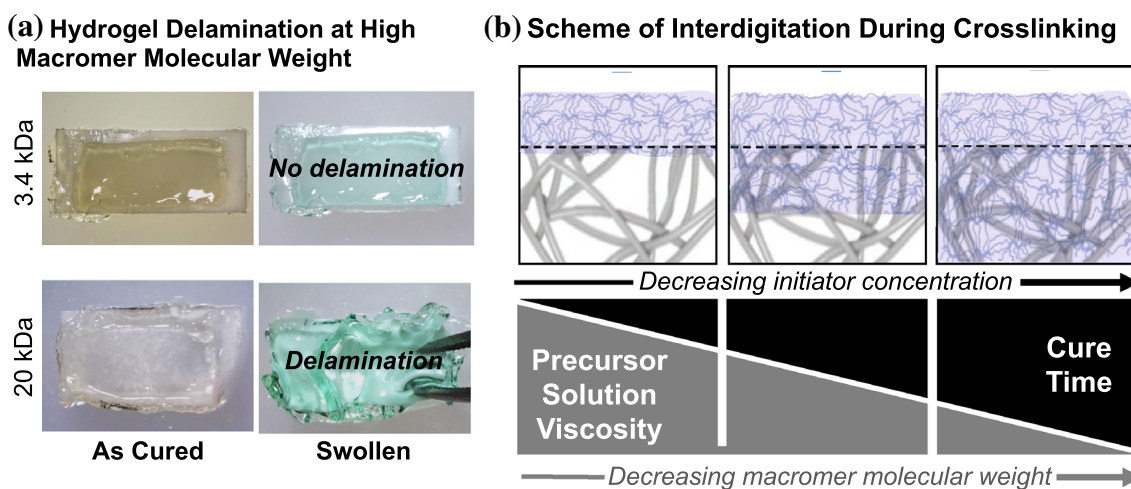 (a) Hydrogel Delamination at High
Macromer Molecular Weight
3.4 kDa
No delamination
20 kDa
Delamination
As Cured
Swollen
(b) Scheme of Interdigitation During Crosslinking
Decreasing initiator concentration
Precursor
Solution
Viscosity
Cure
Time
Decreasing macromer molecular weight